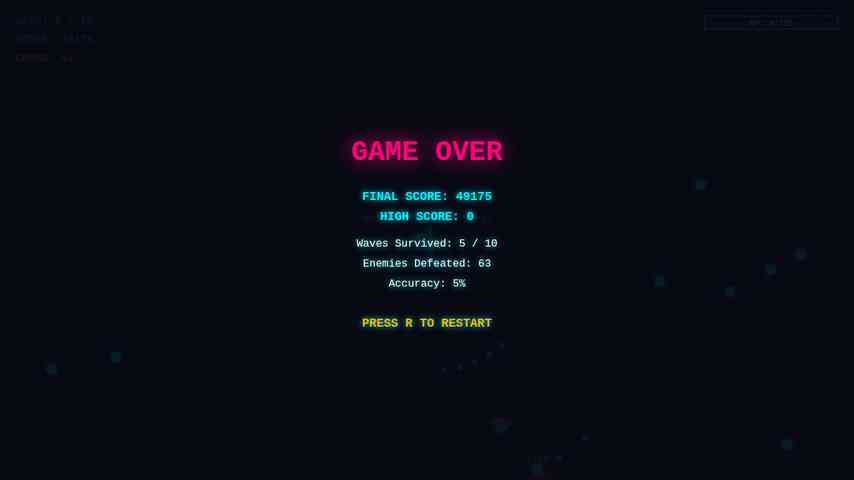 GAME OVER
FINAL SCORE: 49175
HIGH SCORE: 0
Waves Survived: 5 / 10
Enemies Defeated: 63
Accuracy: 5%
PRESS R TO RESTART